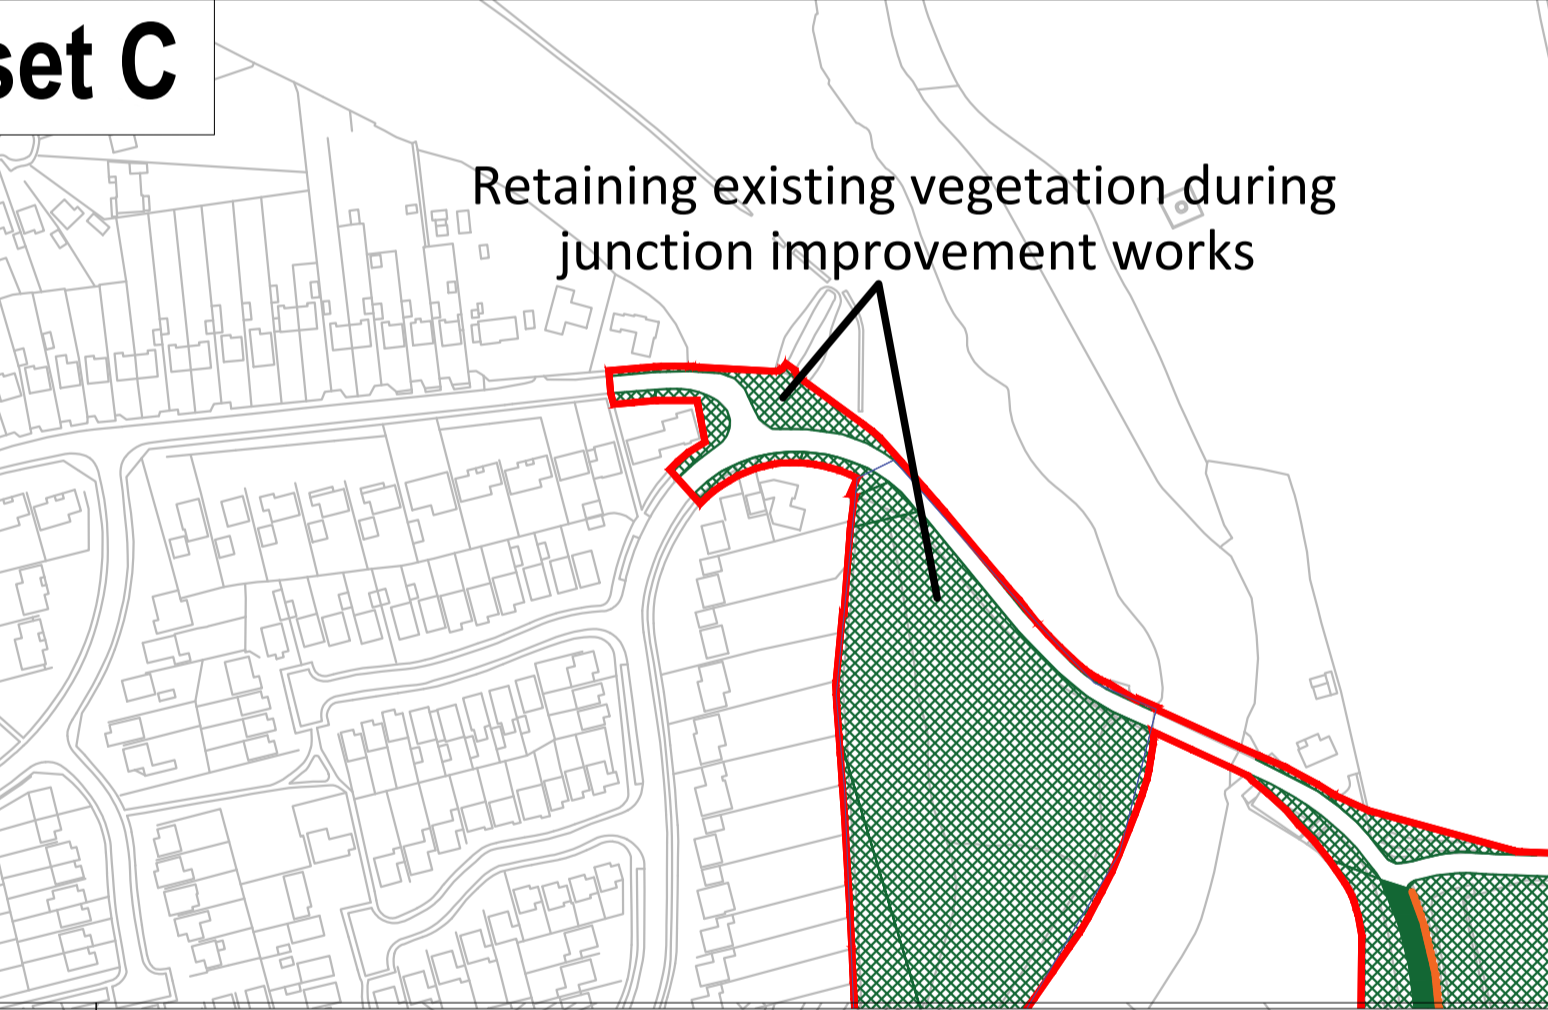 set C
Retaining existing vegetation during
junction improvement works